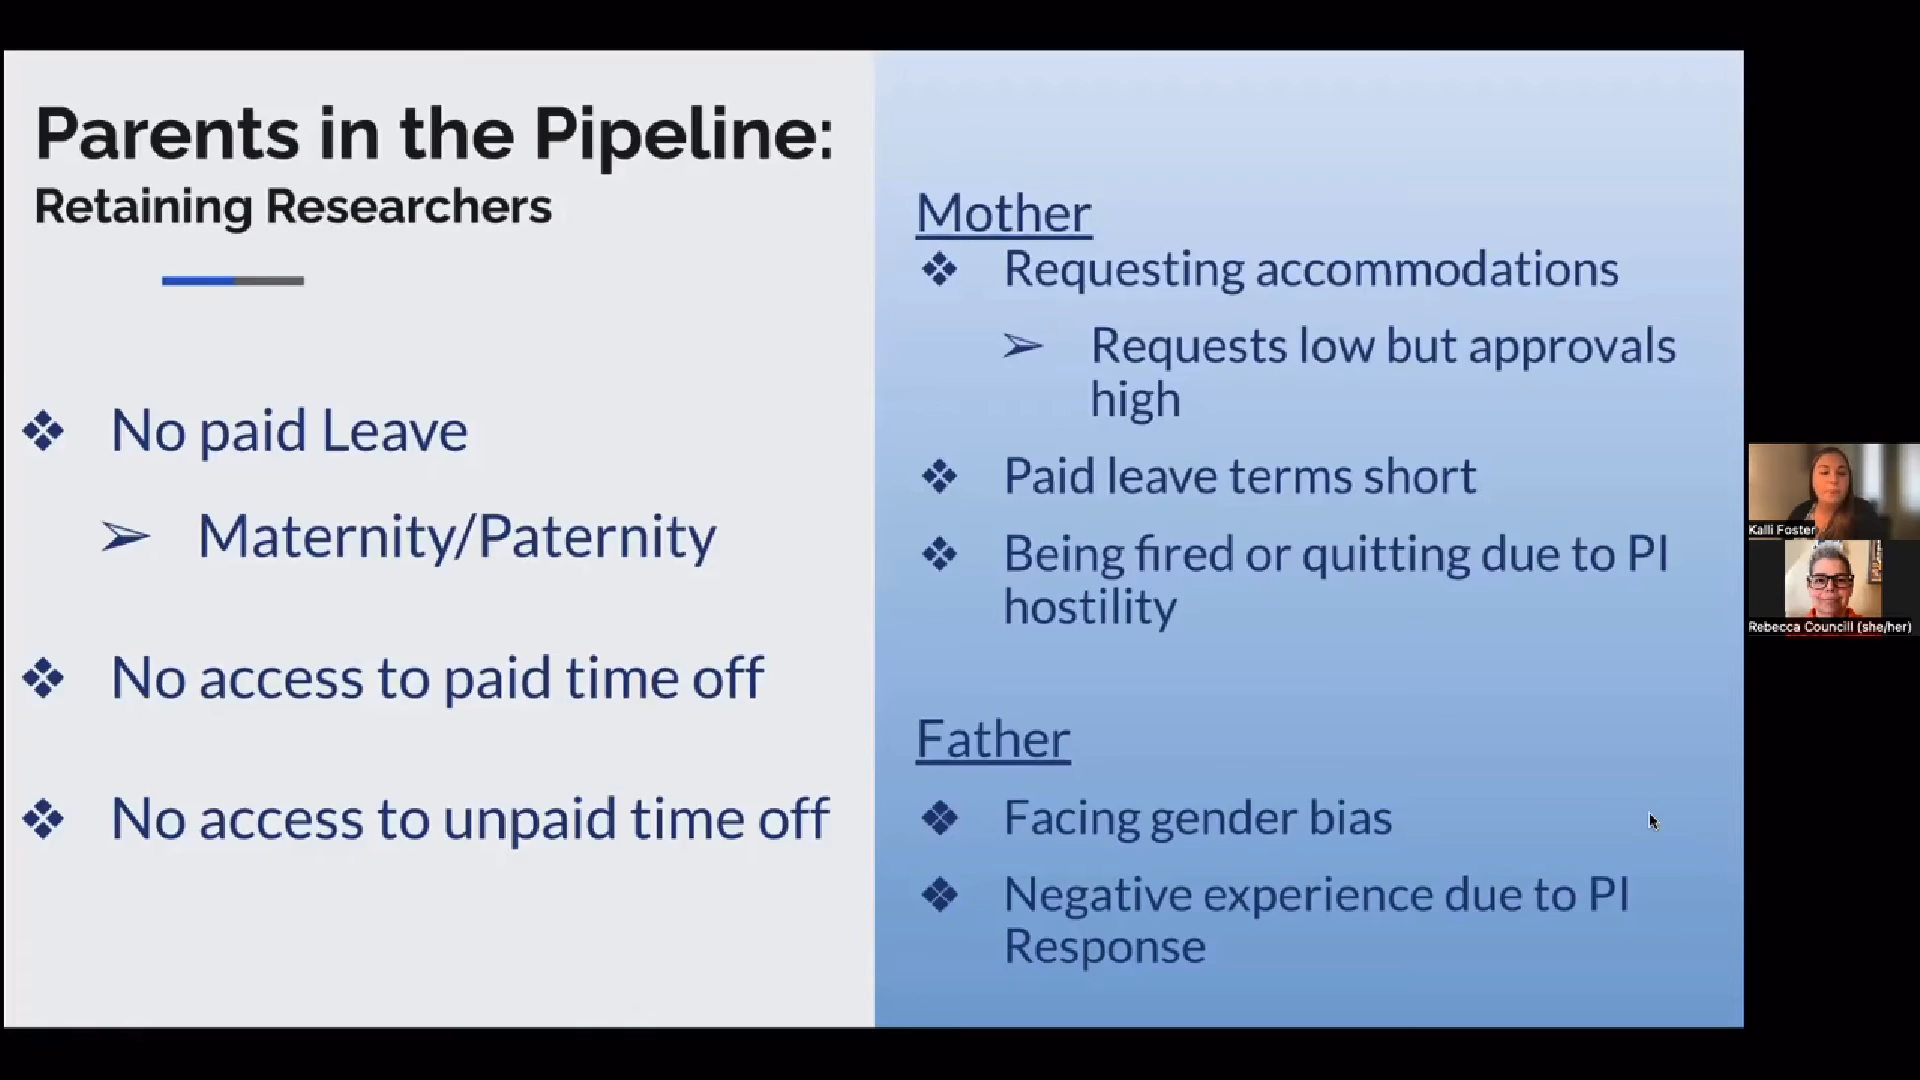 Parents in the Pipeline:
Retaining Researchers
❖ No paid Leave
➢ Maternity/Paternity
❖ No access to paid time off
❖ No access to unpaid time off
Mother
❖ Requesting accommodations
➢ Requests low but approvals
high
❖ Paid leave terms short
❖ Being fired or quitting due to PI
hostility
Father
❖ Facing gender bias
❖ Negative experience due to PI
Response
Kalli Foster
Rebecca Councill (she/her)